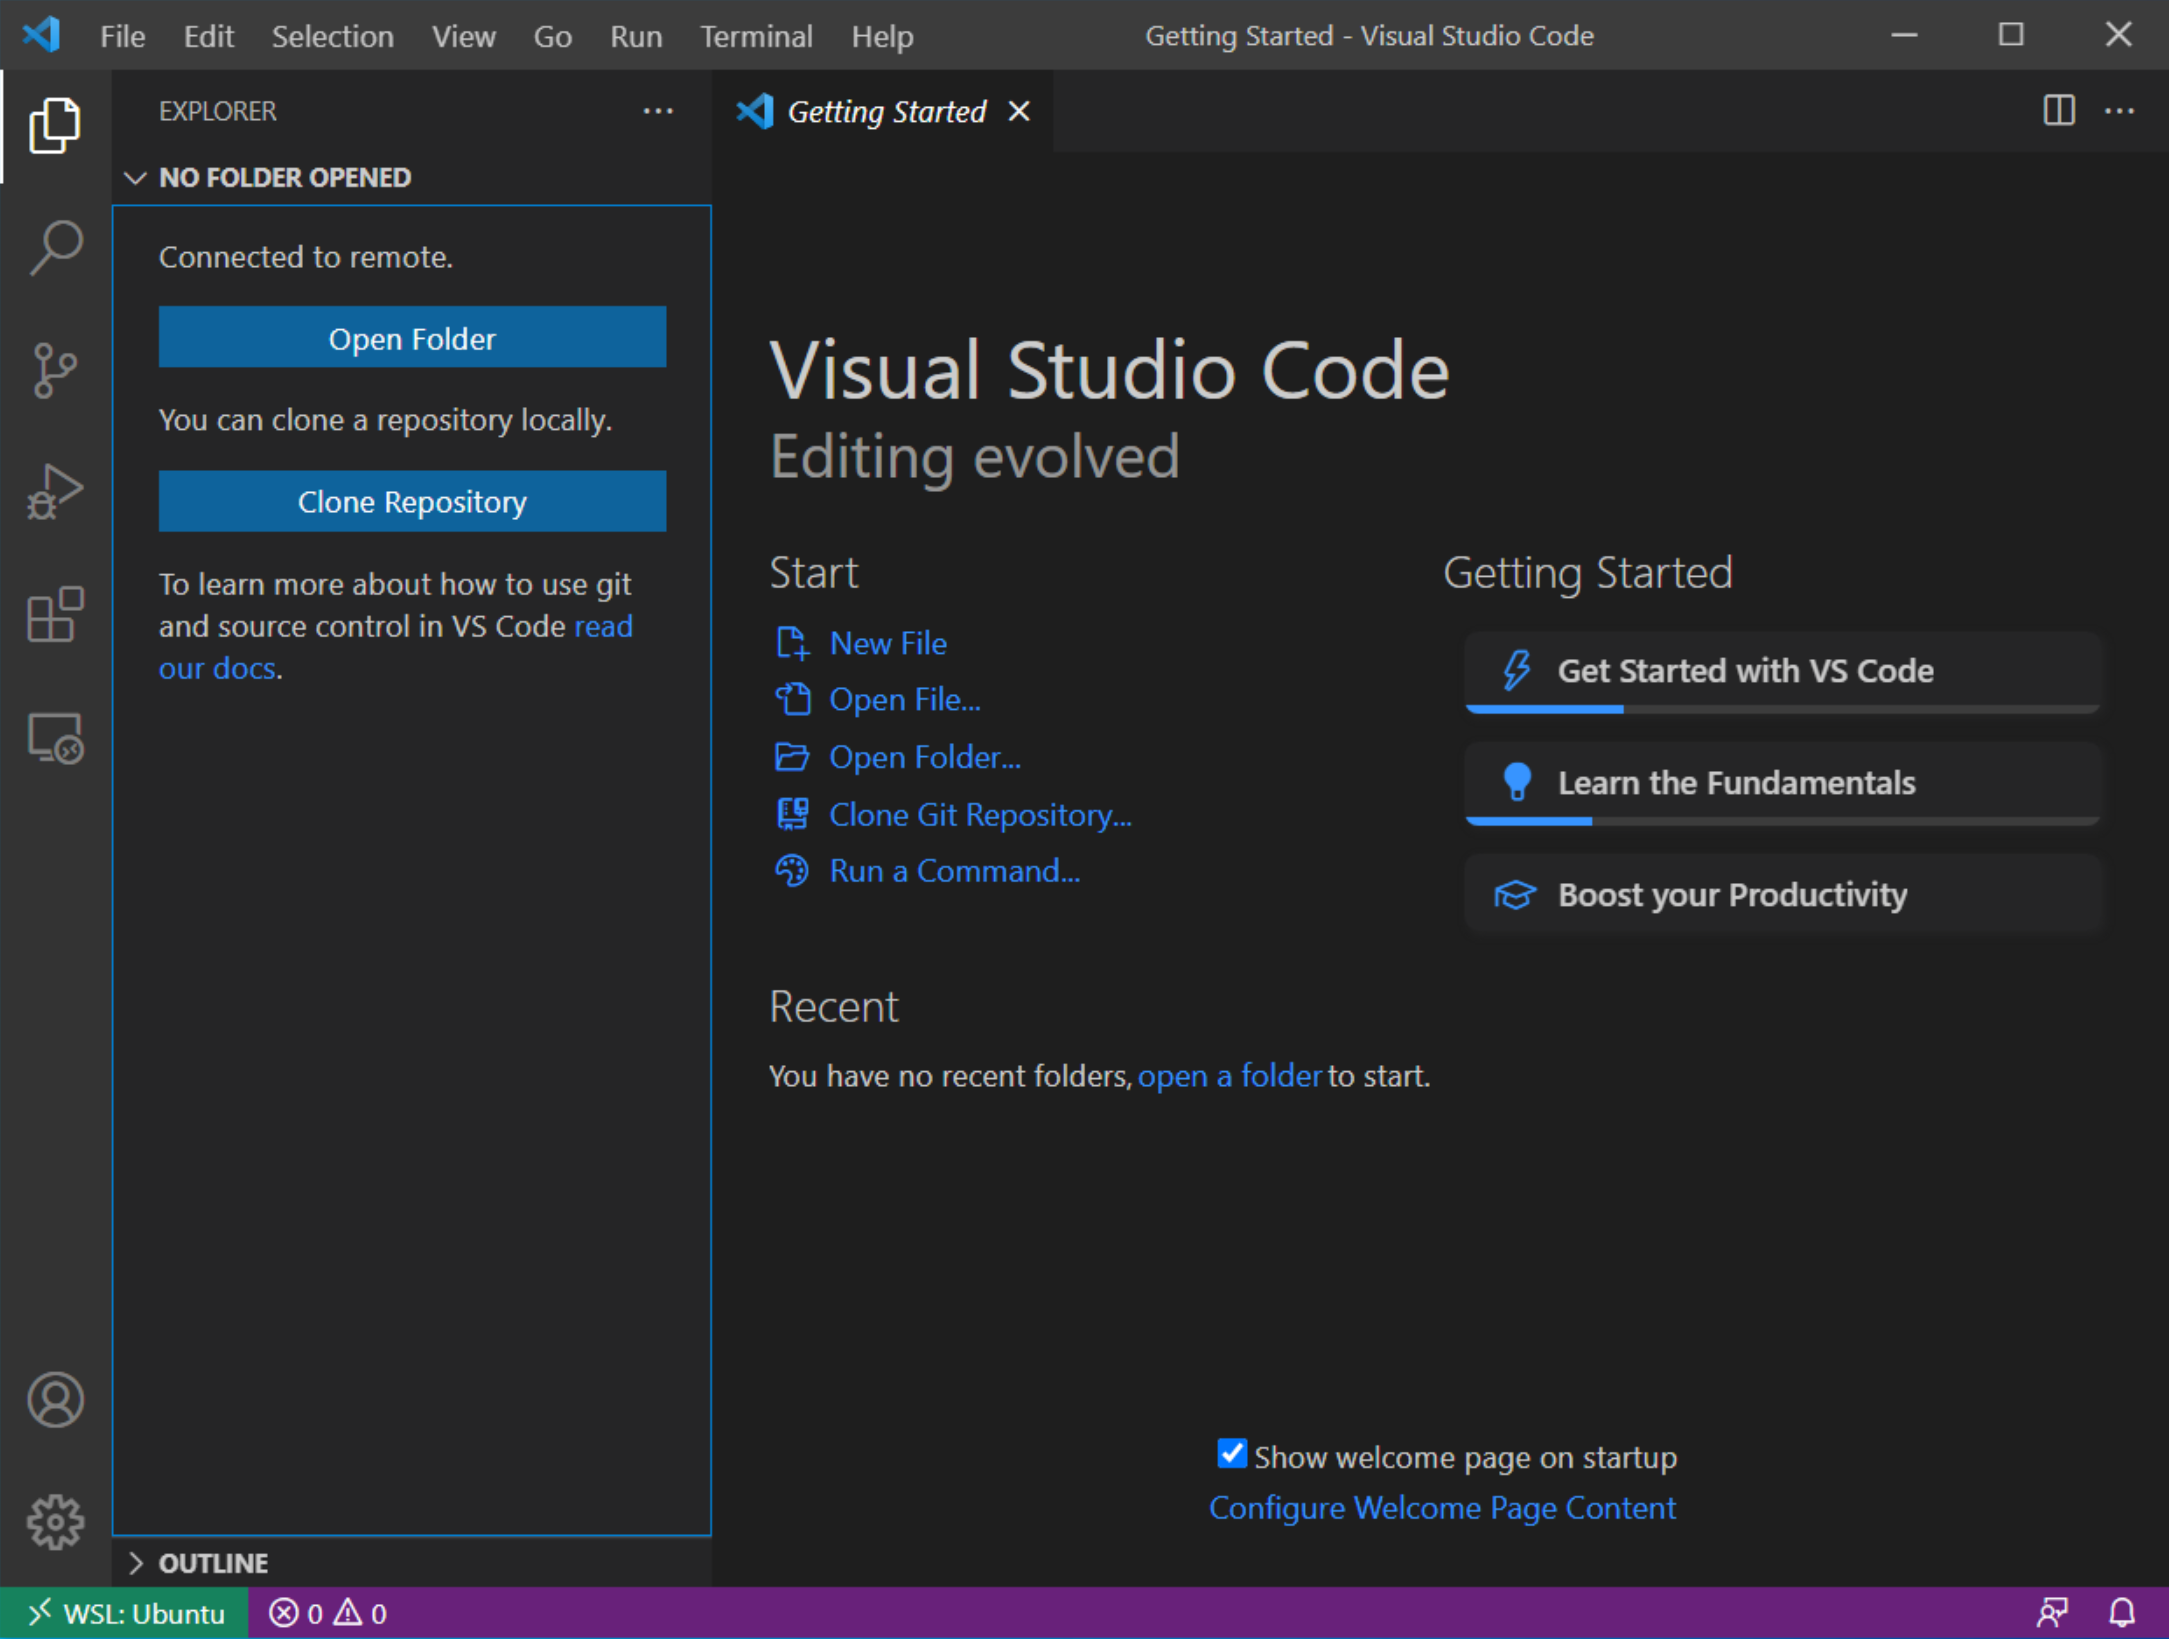 File Edit Selection View Go Run Terminal Help
Getting Started - Visual Studio Code
EXPLORER
NO FOLDER OPENED
Connected to remote.
Open Folder
You can clone a repository locally.
Clone Repository
To learn more about how to use git
and source control in VS Code read
our docs.
OUTLINE
Getting Started
Visual Studio Code
Editing evolved
Start
New File
Open File...
Open Folder...
Clone Git Repository...
Run a Command...
Getting Started
Get Started with VS Code
Learn the Fundamentals
Boost your Productivity
Recent
You have no recent folders, open a folder to start.
Show welcome page on startup
Configure Welcome Page Content
WSL: Ubuntu 0 0